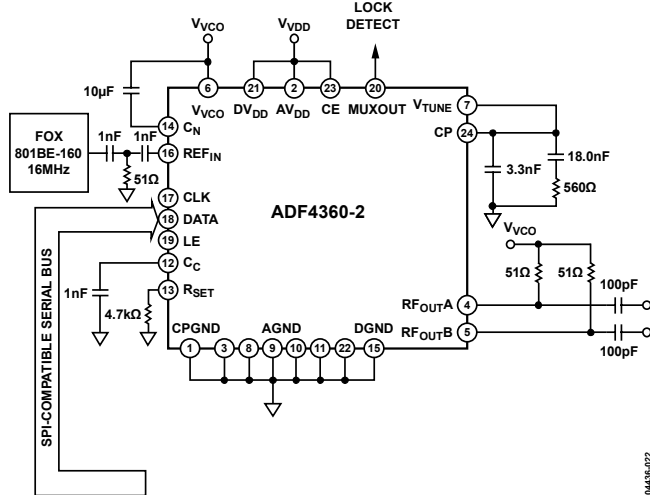 LOCK
DETECT
VVCO
VVDD
6
21
2
23
20
10µF
VVCO
DVDD
AVDD
CE
MUXOUT
VTUNE
7
14
CN
CP
24
FOX
801BE-160
16MHz
1nF
1nF
16
REFIN
51Ω
3.3nF
18.0nF
560Ω
17
CLK
18
DATA
19
LE
ADF4360-2
VVCO
12
CC
51Ω
51Ω
100pF
13
RSET
1nF
4.7kΩ
RFOUTA
4
RFOUTB
5
100pF
CPGND
AGND
DGND
1
3
8
9
10
11
22
15
SPI-COMPATIBLE SERIAL BUS
04436-022